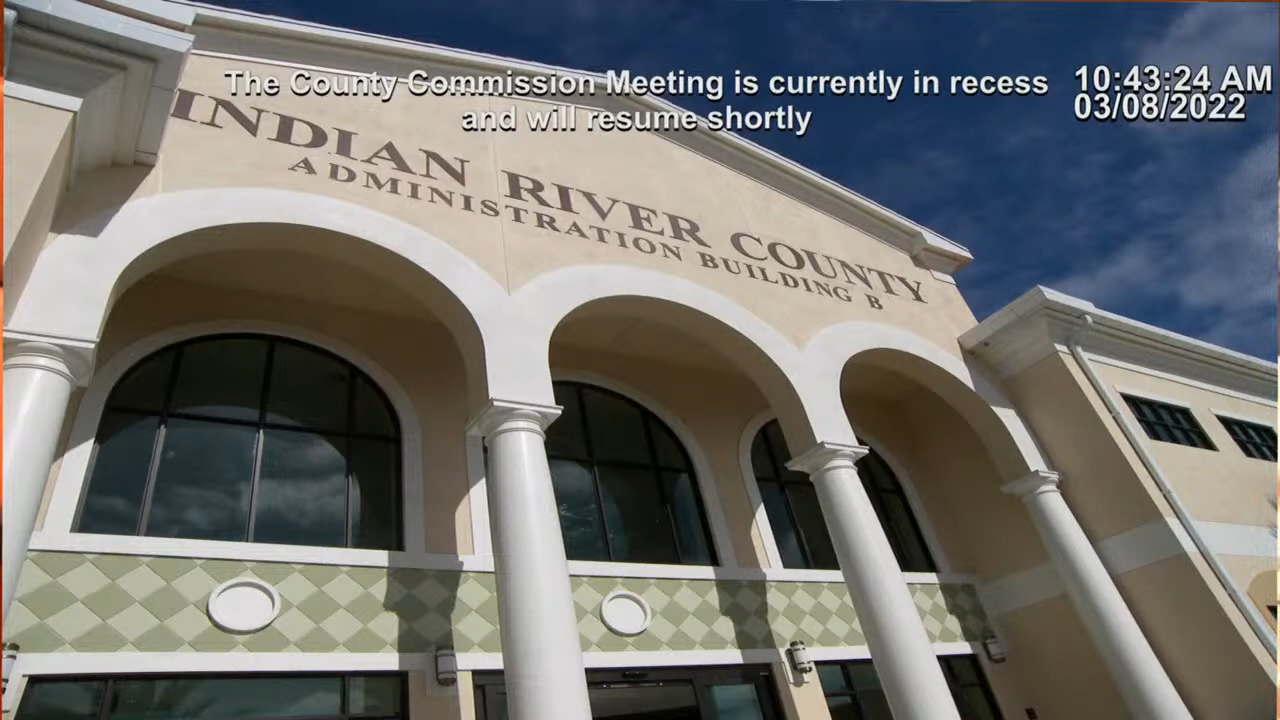 The County Commission Meeting is currently in recess
and will resume shortly
10:43:24 AM
03/08/2022
INDIAN RIVER COUNTY
ADMINISTRATION BUILDING B